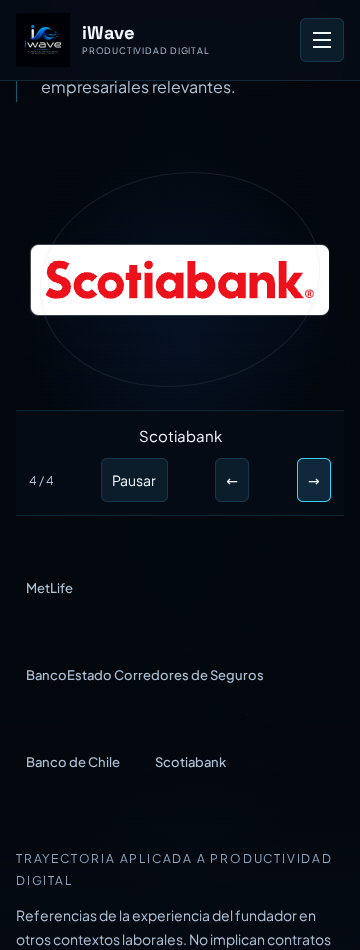 iWave
iWave
PRODUCTIVIDAD DIGITAL
empresariales relevantes.
Scotiabank®
Scotiabank
4 / 4
Pausar
←
→
MetLife
BancoEstado Corredores de Seguros
Banco de Chile
Scotiabank
TRAYECTORIA APLICADA A PRODUCTIVIDAD
DIGITAL
Referencias de la experiencia del fundador en
otros contextos laborales. No implican contratos